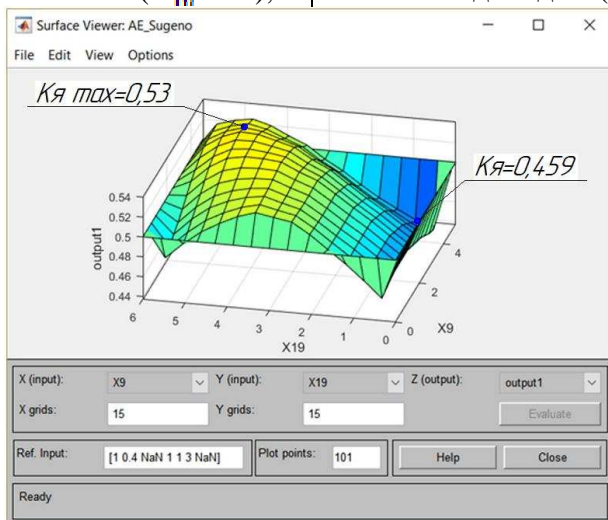 Surface Viewer: AE_Sugeno
File Edit View Options
Kя max=0,53
Kя=0,459
0.54
0.52
0.5
0.48
0.46
0.44
output1
6 5 4 3 2 1 0
X19
0 2 4
X9
X (input): X9 Y (input): X19 Z (output): output1
X grids: 15 Y grids: 15 Evaluate
Ref. Input: [1 0.4 NaN 1 1 3 NaN] Plot points: 101 Help Close
Ready